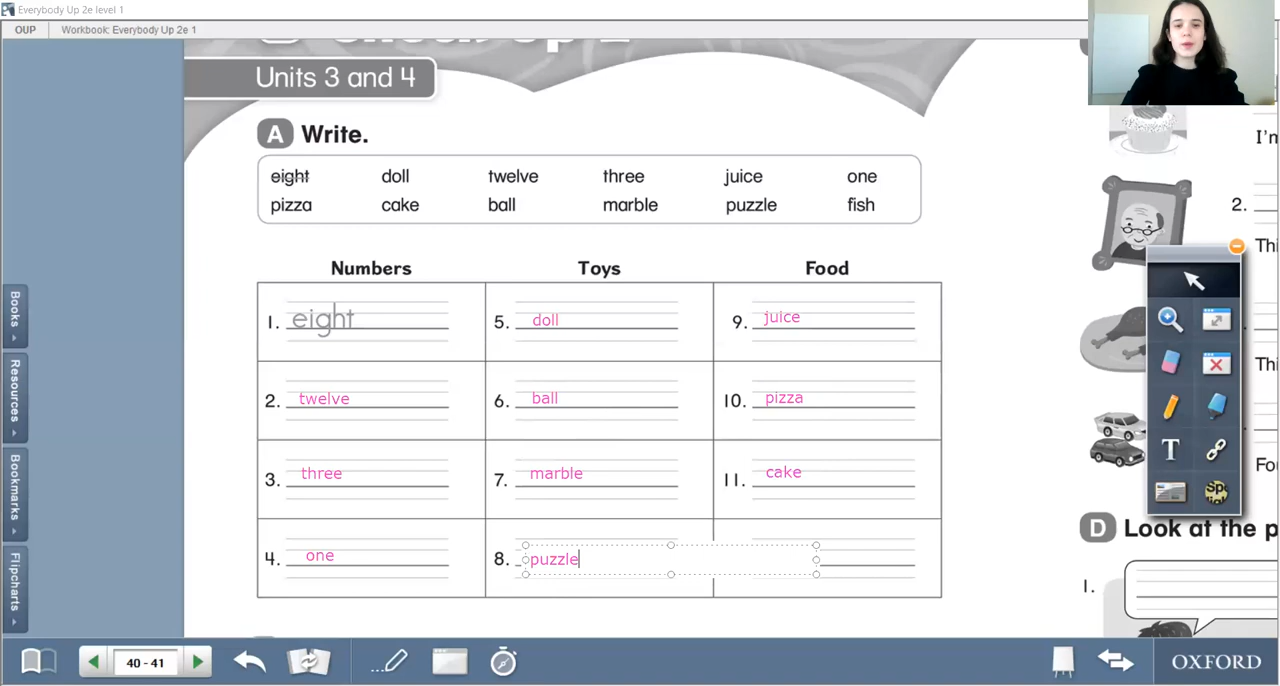 Everybody Up 2e level 1
OUP Workbook: Everybody Up 2e 1
Units 3 and 4
A Write.
eight doll twelve three juice one
pizza cake ball marble puzzle fish
Numbers Toys Food
1. eight 5. doll 9. juice
2. twelve 6. ball 10. pizza
3. three 7. marble 11. cake
4. one 8. puzzle
I'm
2.
Thi
Thi
Fo
D Look at the p
1.
Books
Resources
Bookmarks
Flipcharts
T
40 - 41
OXFORD